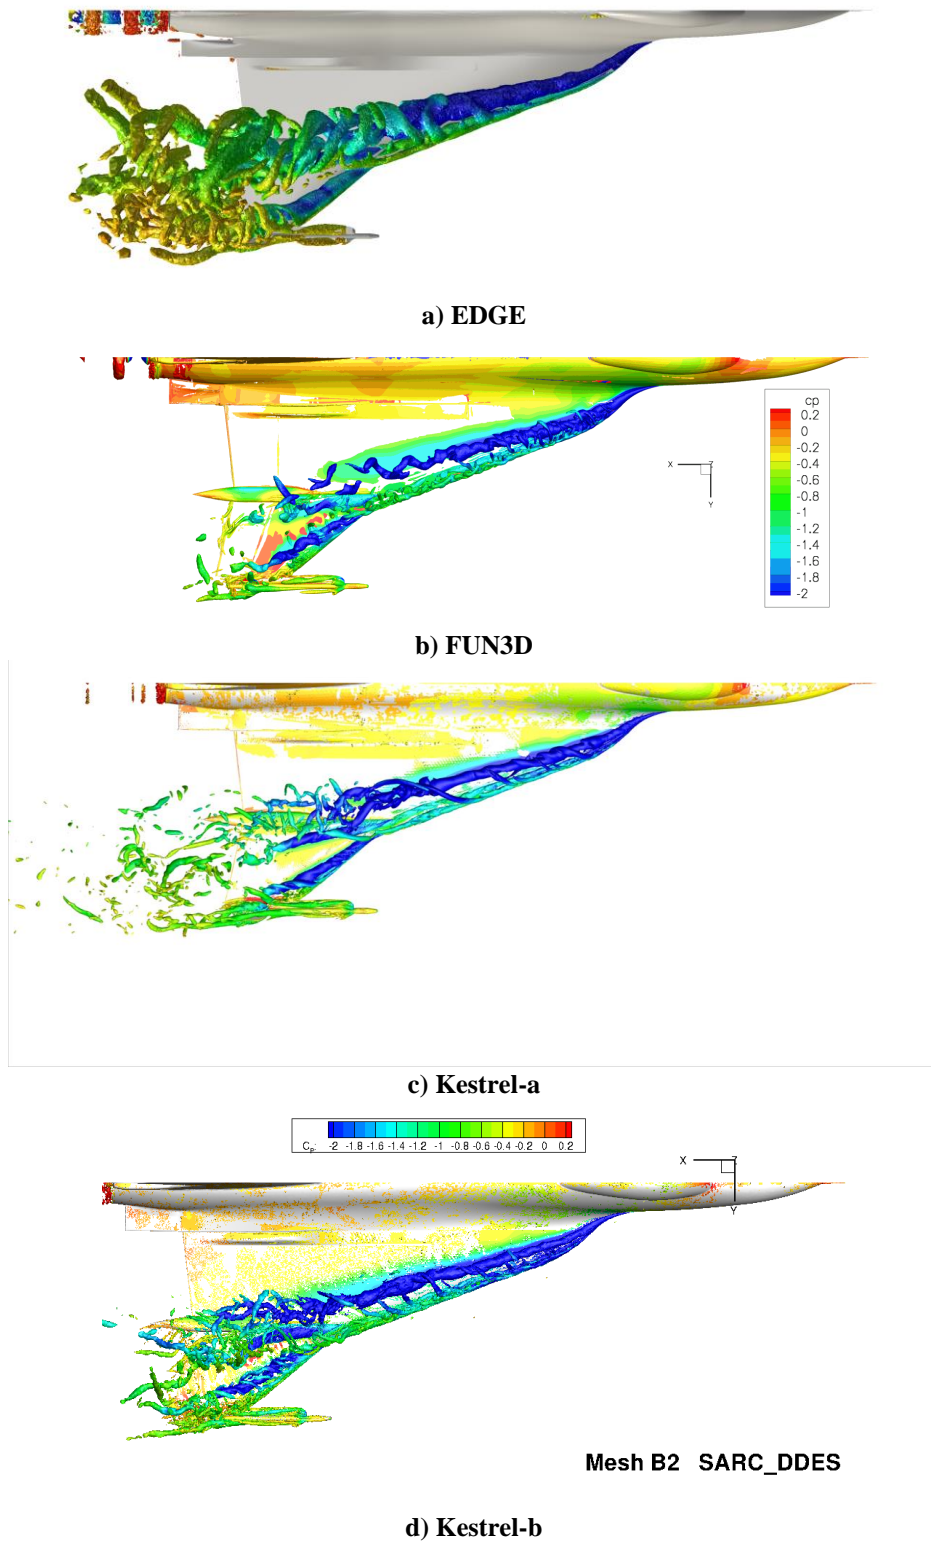 a) EDGE
cp
0.2
0
-0.2
-0.4
-0.6
-0.8
-1
-1.2
-1.4
-1.6
-1.8
-2
X
Z
Y
b) FUN3D
c) Kestrel-a
Cp: -2 -1.8 -1.6 -1.4 -1.2 -1 -0.8 -0.6 -0.4 -0.2 0 0.2
X Z
Y
Mesh B2 SARC_DDES
d) Kestrel-b